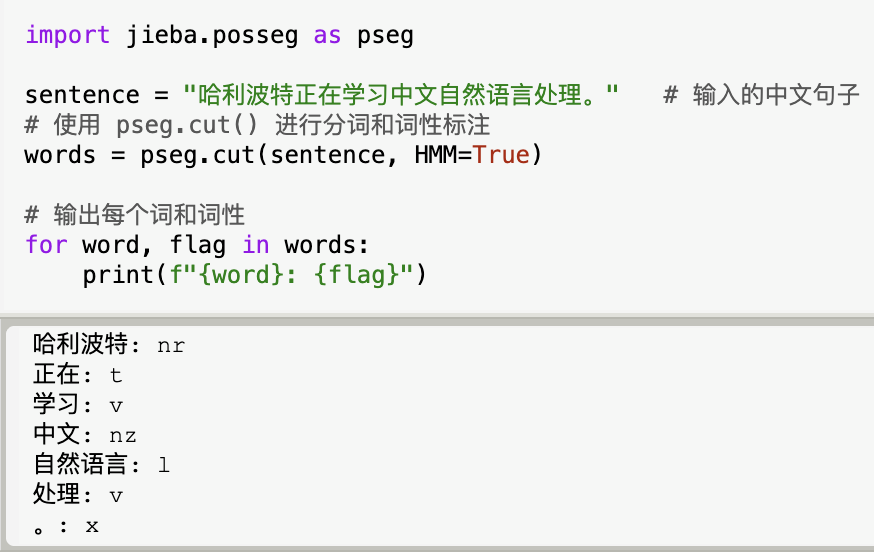 import jieba.posseg as pseg
sentence = "哈利波特正在学习中文自然语言处理。"   # 输入的中文句子
# 使用 pseg.cut() 进行分词和词性标注
words = pseg.cut(sentence, HMM=True)
# 输出每个词和词性
for word, flag in words:
    print(f"{word}: {flag}")
哈利波特: nr
正在: t
学习: v
中文: nz
自然语言: l
处理: v
。: x